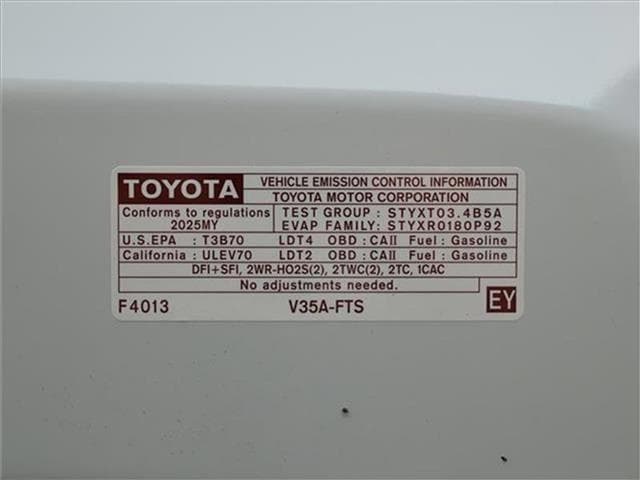 TOYOTA VEHICLE EMISSION CONTROL INFORMATION
TOYOTA MOTOR CORPORATION
Conforms to regulations
2025MY
TEST GROUP : STYXT03.4B5A
EVAP FAMILY: STYXR0180P92
U.S.EPA : T3B70 LDT4 OBD : CAII Fuel : Gasoline
California : ULEV70 LDT2 OBD : CAII Fuel : Gasoline
DFI+SFI, 2WR-HO2S(2), 2TWC(2), 2TC, 1CAC
No adjustments needed.
F4013 V35A-FTS EY